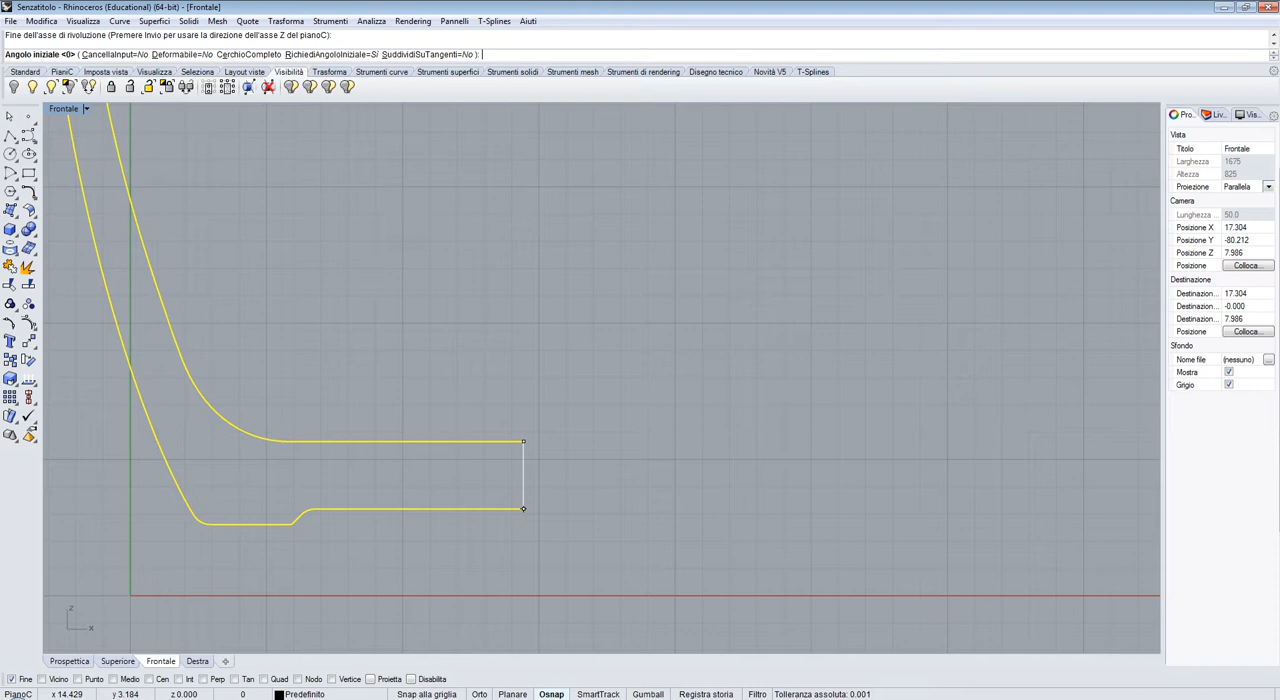 Senzatitolo - Rhinoceros (Educational) (64-bit) - [Frontale]
File Modifica Visualizza Curve Superfici Solidi Mesh Quote Trasforma Strumenti Analizza Rendering Pannelli T-Splines Aiuti
Fine dell'asse di rivoluzione (Premere Invio per usare la direzione dell'asse Z del pianoC):
Angolo iniziale <0> ( CancellaInput=No Deformabile=No CerchioCompleto RichiediAngoloIniziale=Sì SuddividiSuTangenti=No ):
Standard PianiC Imposta vista Visualizza Seleziona Layout viste Visibilità Trasforma Strumenti curve Strumenti superfici Strumenti solidi Strumenti mesh Strumenti di rendering Disegno tecnico Novità V5 T-Splines
Frontale
Pro.. Liv... Vis...
Vista
Titolo Frontale
Larghezza 1675
Altezza 825
Proiezione Parallela
Camera
Lunghezza ... 50.0
Posizione X 17.304
Posizione Y -80.212
Posizione Z 7.986
Posizione Colloca...
Destinazione
Destinazion... 17.304
Destinazion... -0.000
Destinazion... 7.986
Posizione Colloca...
Sfondo
Nome file (nessuno) ...
Mostra
Grigio
z
x
Prospettica Superiore Frontale Destra
Fine Vicino Punto Medio Cen Int Perp Tan Quad Nodo Vertice Proietta Disabilita
PianoC x 14.429 y 3.184 z 0.000 0 Predefinito Snap alla griglia Orto Planare Osnap SmartTrack Gumball Registra storia Filtro Tolleranza assoluta: 0.001